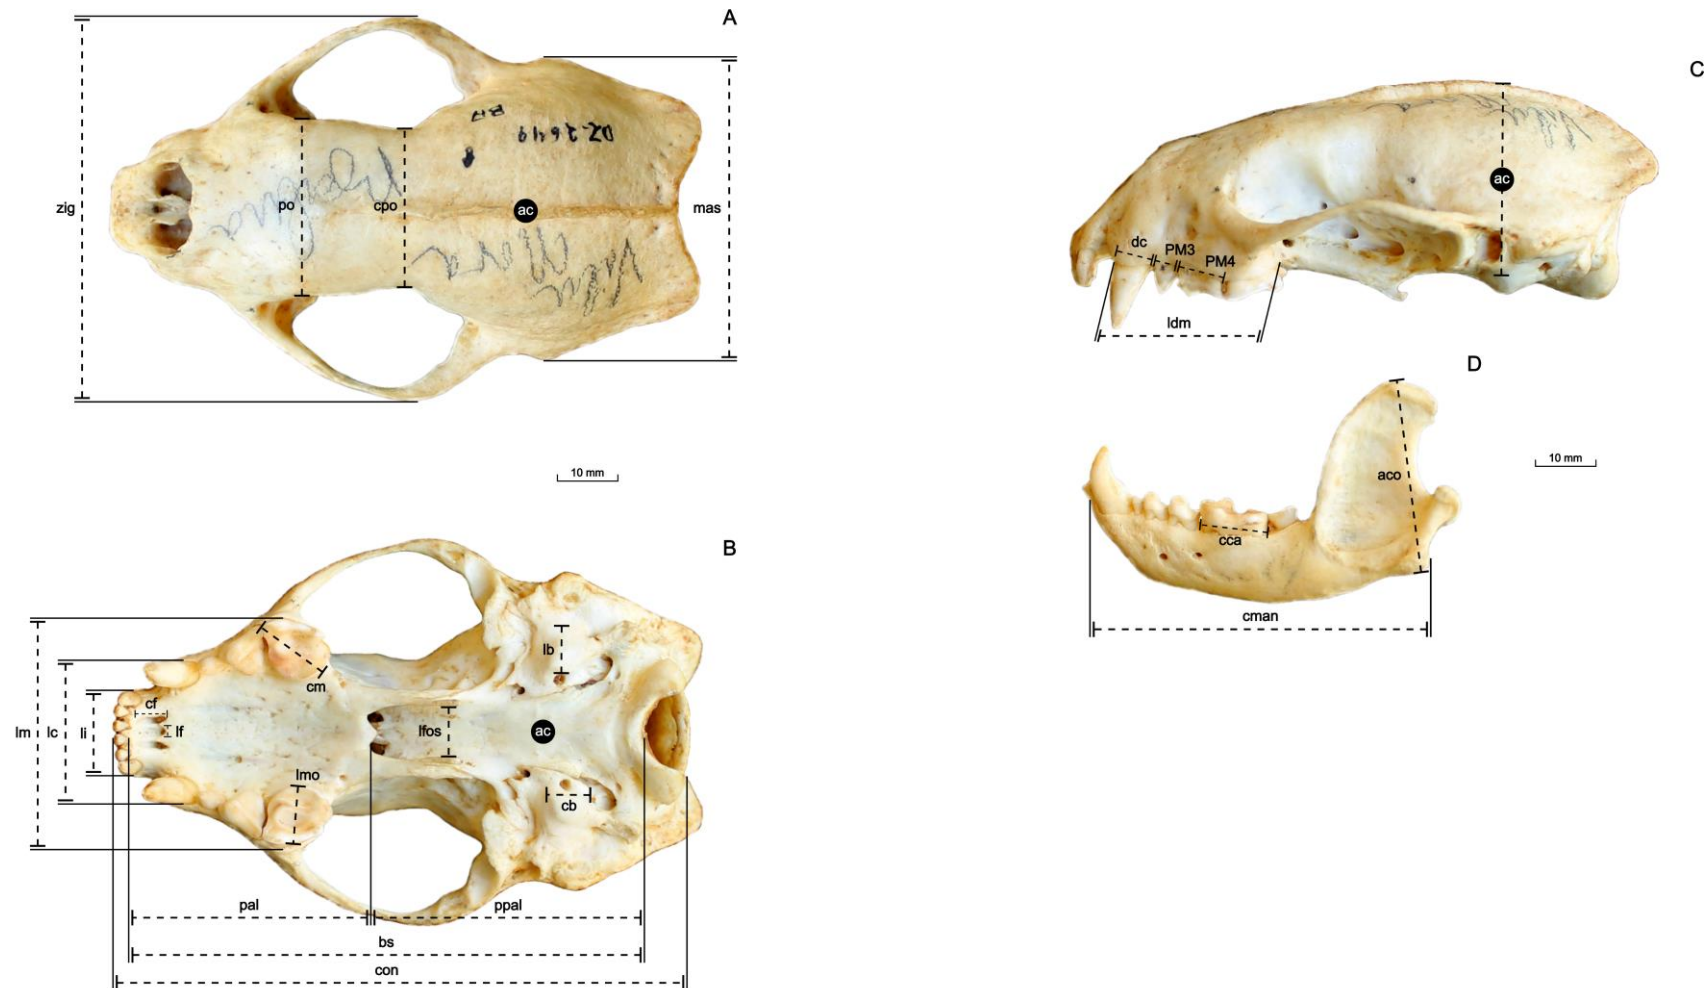 A
zig
po
cpo
ac
mas
DZ-2649
C
ac
dc
PM3
PM4
ldm
D
10 mm
10 mm
aco
cca
cman
B
lm
lc
li
cf
lf
cm
lb
lfos
ac
lmo
cb
pal
ppal
bs
con